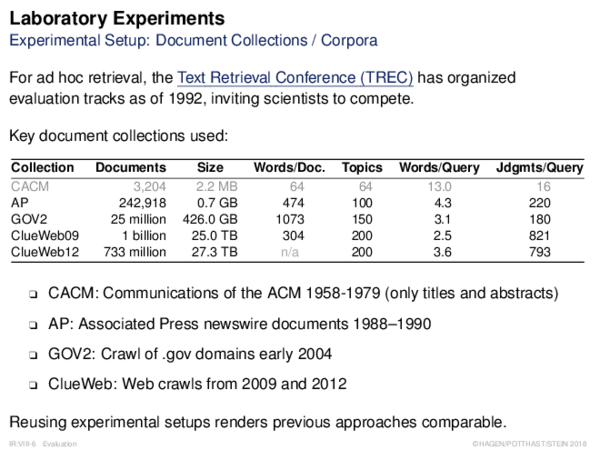 Laboratory Experiments
Experimental Setup: Document Collections / Corpora
For ad hoc retrieval, the Text Retrieval Conference (TREC) has organized
evaluation tracks as of 1992, inviting scientists to compete.
Key document collections used:
Collection Documents Size Words/Doc. Topics Words/Query Jdgmts/Query
CACM 3,204 2.2 MB 64 64 13.0 16
AP 242,918 0.7 GB 474 100 4.3 220
GOV2 25 million 426.0 GB 1073 150 3.1 180
ClueWeb09 1 billion 25.0 TB 304 200 2.5 821
ClueWeb12 733 million 27.3 TB n/a 200 3.6 793
❑ CACM: Communications of the ACM 1958-1979 (only titles and abstracts)
❑ AP: Associated Press newswire documents 1988–1990
❑ GOV2: Crawl of .gov domains early 2004
❑ ClueWeb: Web crawls from 2009 and 2012
Reusing experimental setups renders previous approaches comparable.
IR:VIII-6 Evaluation ©HAGEN/POTTHAST/STEIN 2018